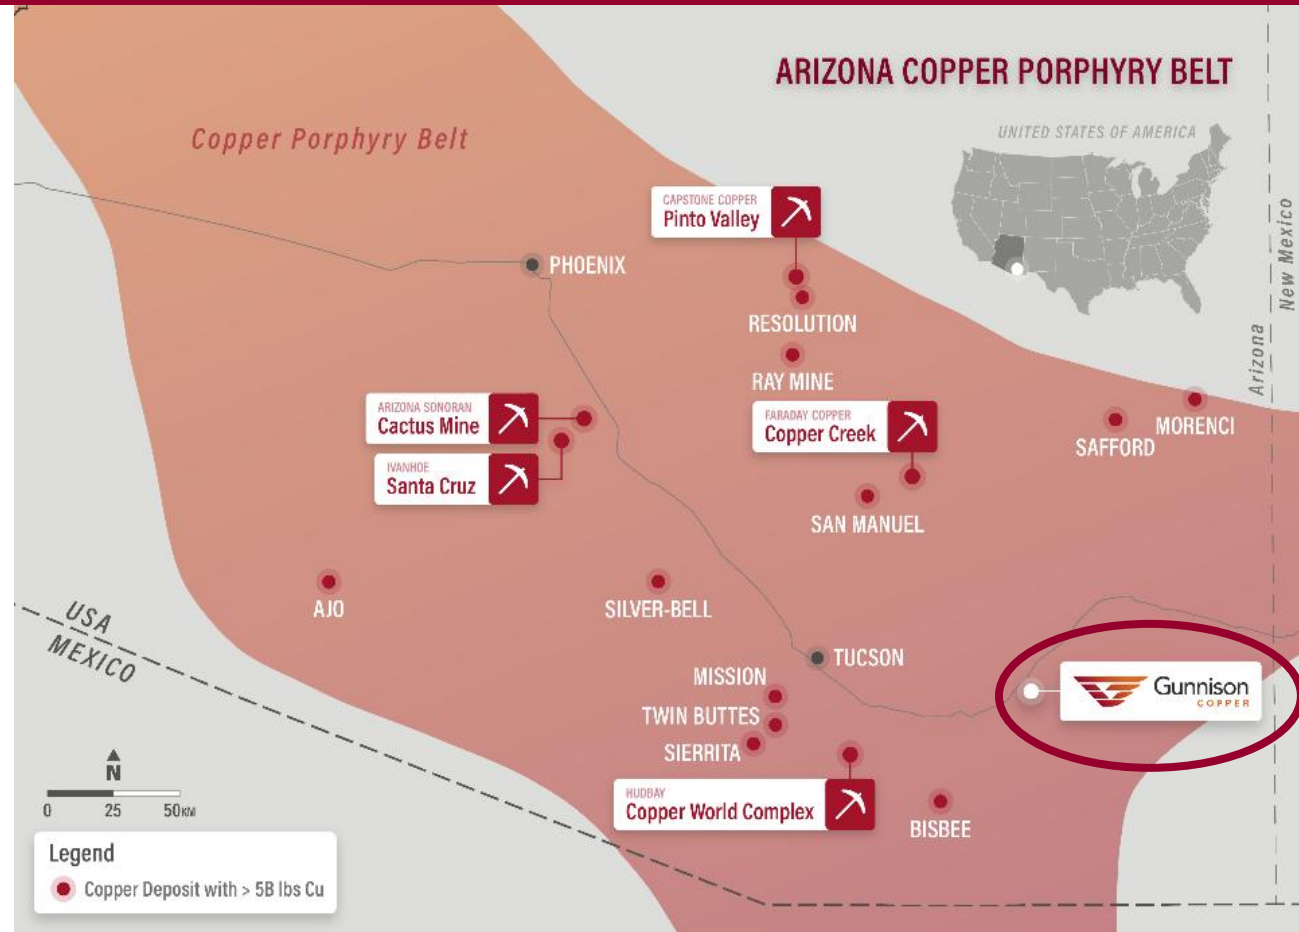 ARIZONA COPPER PORPHYRY BELT
Copper Porphyry Belt
UNITED STATES OF AMERICA
New Mexico
Arizona
CAPSTONE COPPER
Pinto Valley
PHOENIX
RESOLUTION
RAY MINE
ARIZONA SONORAN
Cactus Mine
IVANHOE
Santa Cruz
FARADAY COPPER
Copper Creek
MORENCI
SAFFORD
SAN MANUEL
AJO
SILVER-BELL
USA
MEXICO
TUCSON
MISSION
TWIN BUTTES
SIERRITA
Gunnison
COPPER
HUDBAY
Copper World Complex
BISBEE
N
0 25 50KM
Legend
Copper Deposit with > 5B lbs Cu